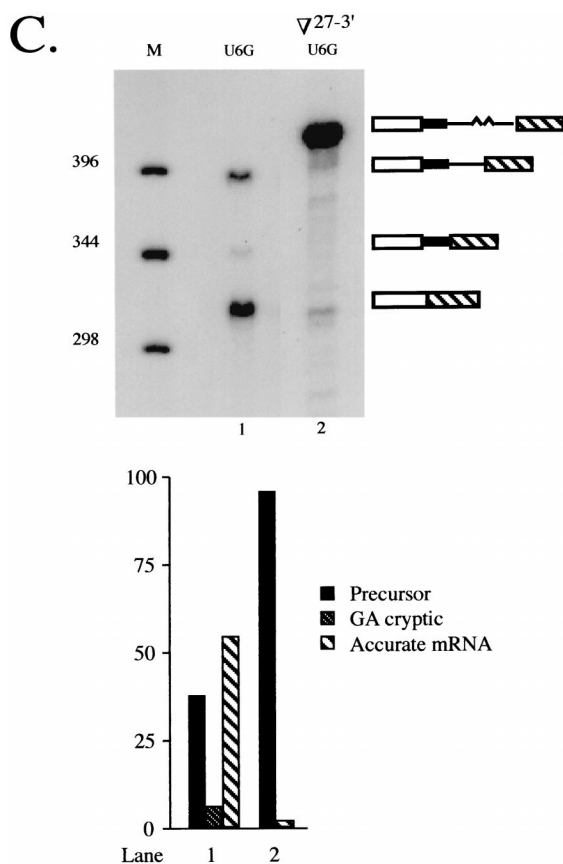 C.
∇27-3'
M U6G U6G
396
344
298
1 2
100
75
50
25
0
Precursor
GA cryptic
Accurate mRNA
Lane 1 2